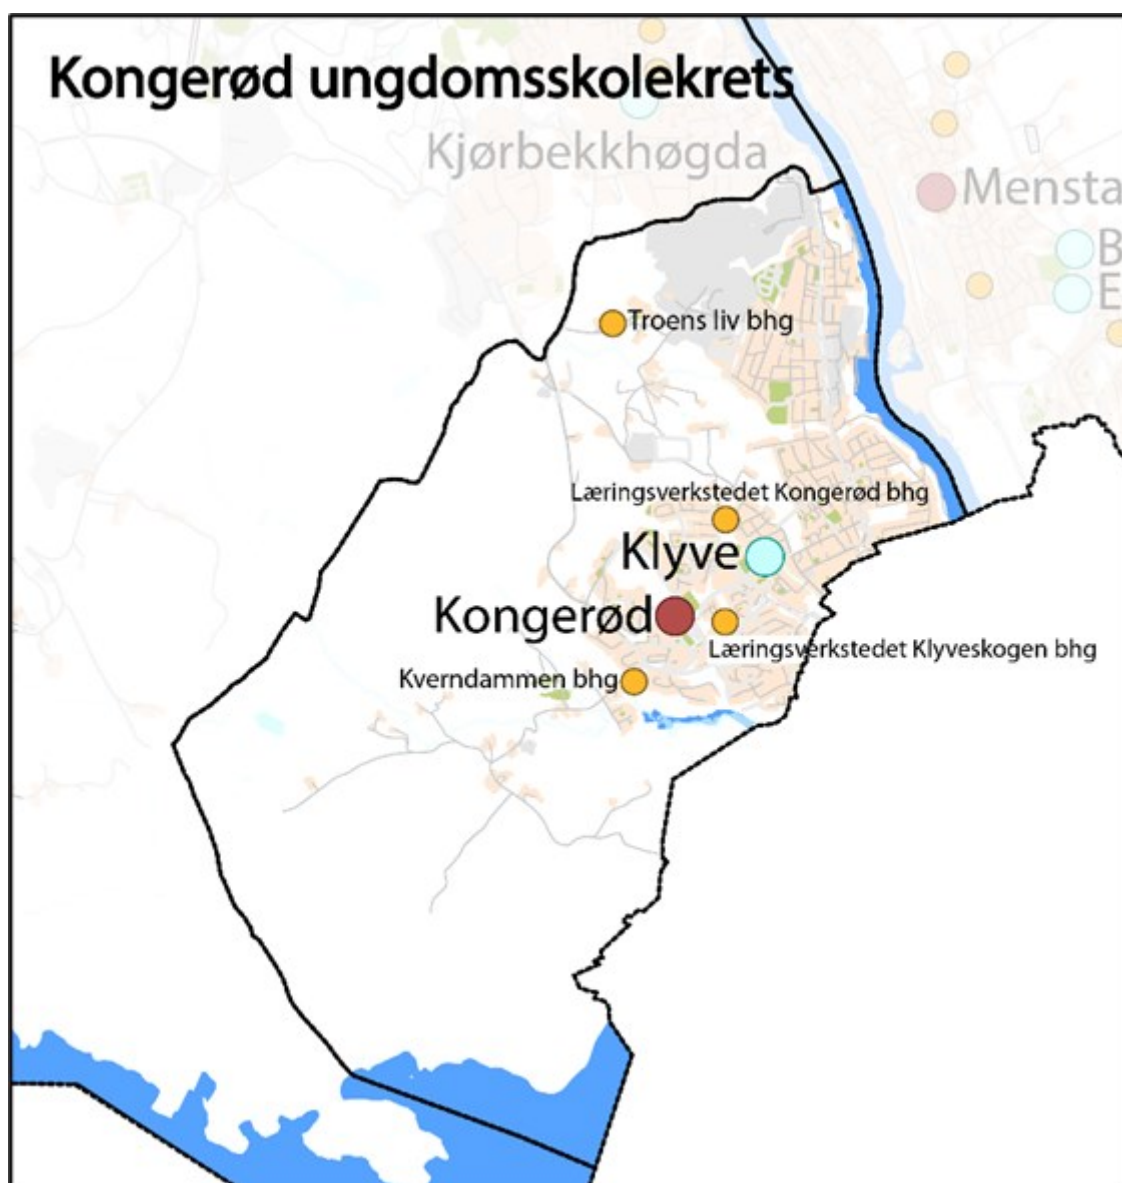 Kongerød ungdomsskolekrets
Kjørbekkhøgda
Mensta
B
E
Troens liv bhg
Læringsverkstedet Kongerød bhg
Klyve
Kongerød
Læringsverkstedet Klyveskogen bhg
Kverndammen bhg